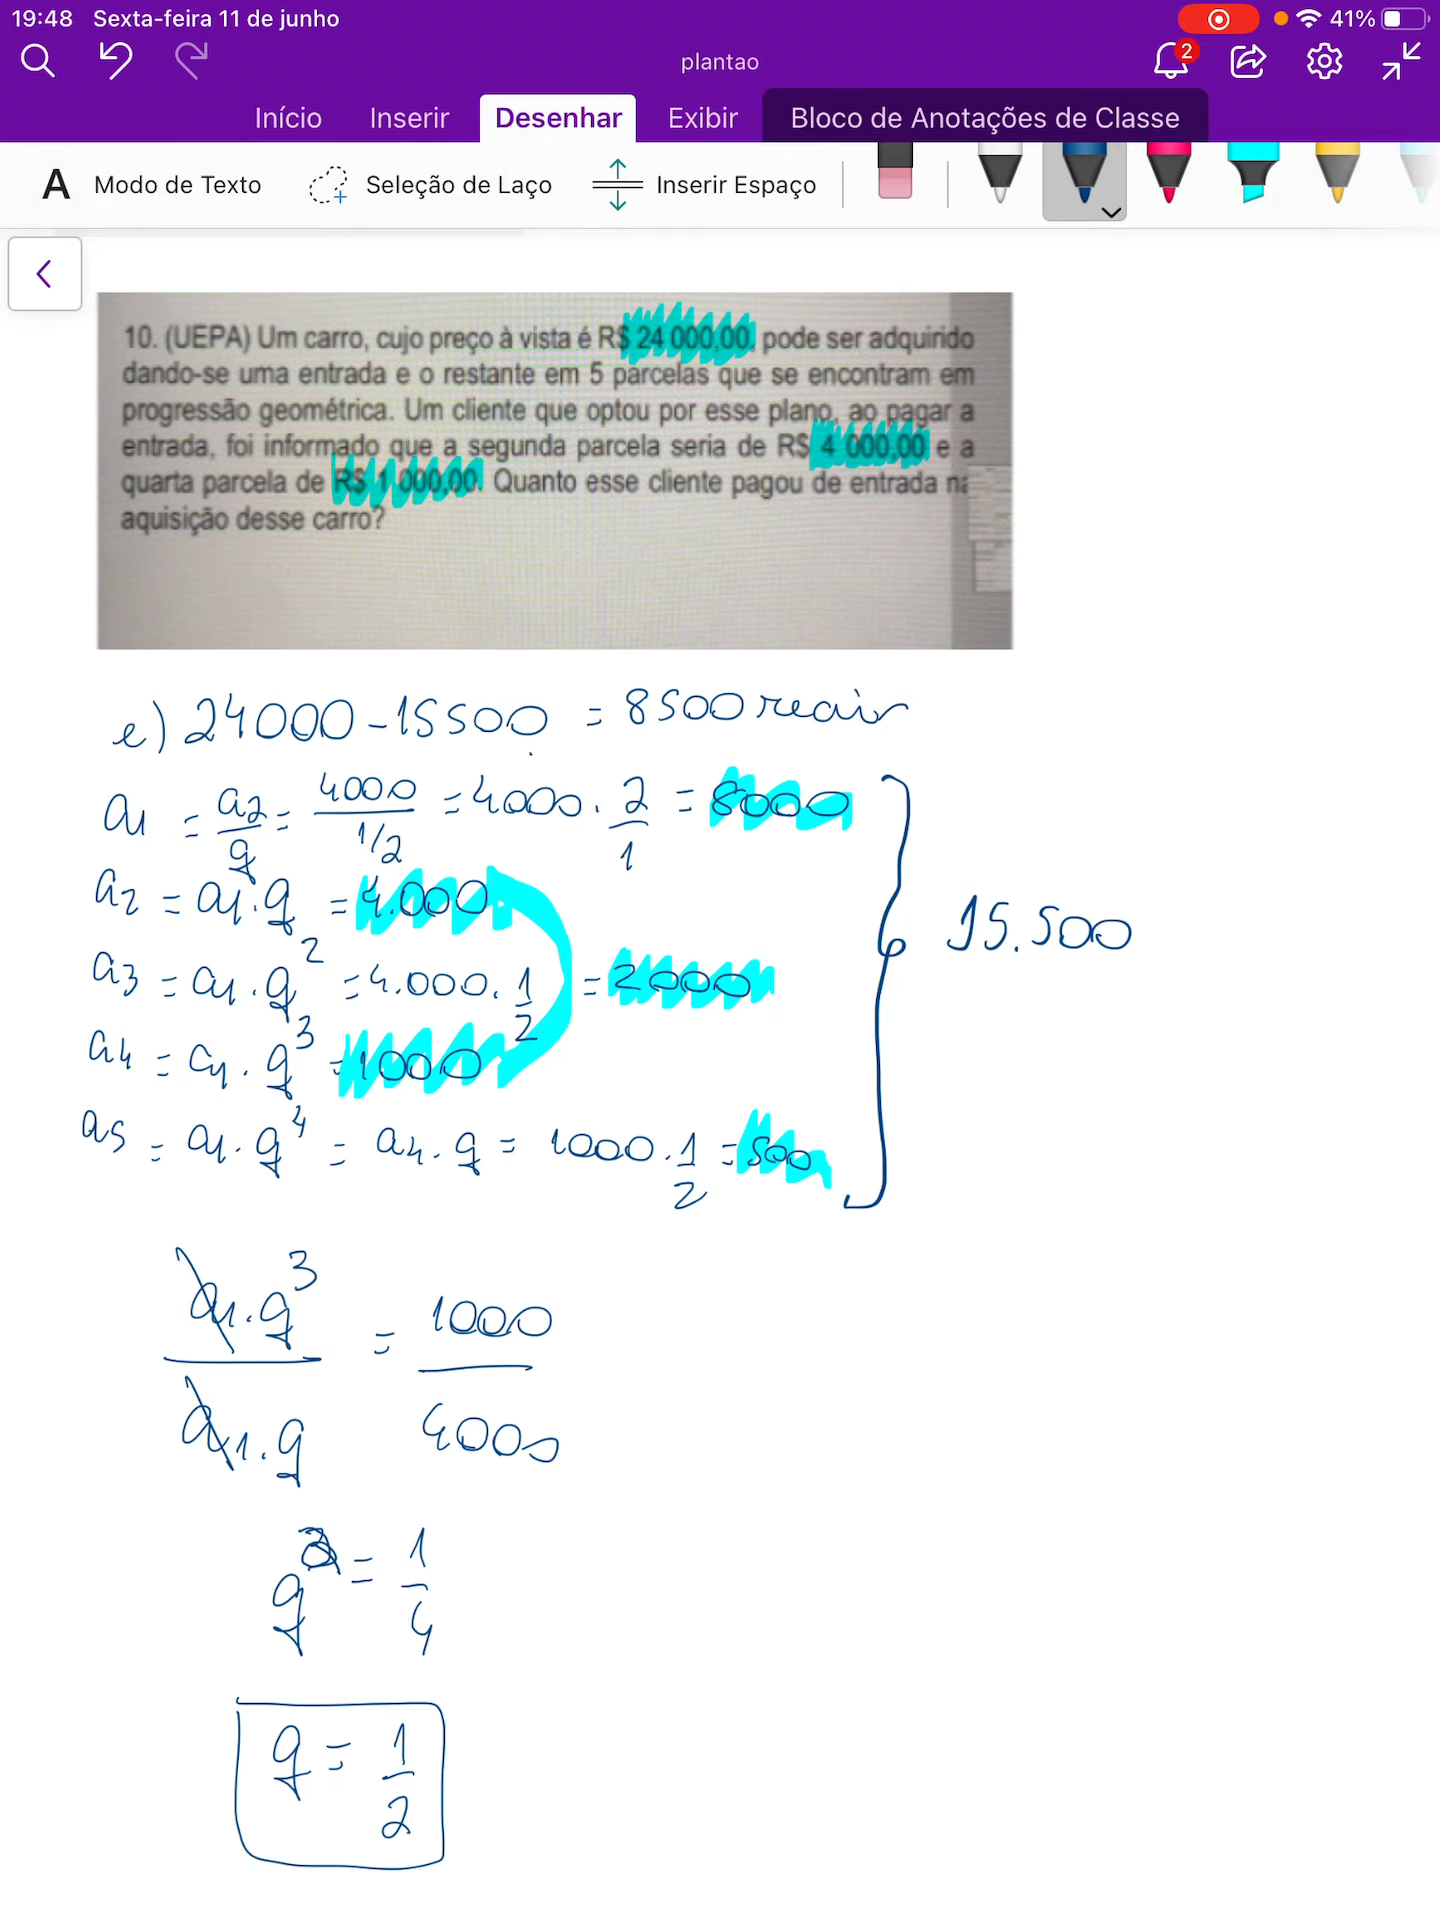 19:48 Sexta-feira 11 de junho 41%
plantao
2
Início Inserir Desenhar Exibir Bloco de Anotações de Classe
A Modo de Texto Seleção de Laço Inserir Espaço
10. (UEPA) Um carro, cujo preço à vista é R$ 24 000,00, pode ser adquirido
dando-se uma entrada e o restante em 5 parcelas que se encontram em
progressão geométrica. Um cliente que optou por esse plano, ao pagar a
entrada, foi informado que a segunda parcela seria de R$ 4 000,00 e a
quarta parcela de R$ 1 000,00. Quanto esse cliente pagou de entrada na
aquisição desse carro?
e) 24000 - 15500 = 8500 reais
a1 = a2/q = 4000/1/2 = 4000 . 2/1 = 8000
a2 = a1 . q = 4.000
a3 = a1 . q^2 = 4.000 . 1/2 = 2000
a4 = a1 . q^3 = 1000
a5 = a1 . q^4 = a4 . q = 1000 . 1/2 = 500
15.500
a1 . q^3 / a1 . q = 1000 / 4000
q^2 = 1/4
q = 1/2